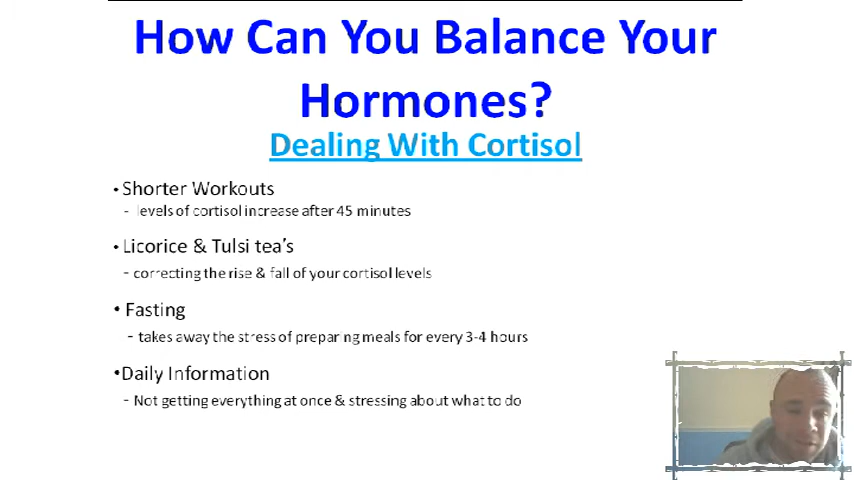 How Can You Balance Your
Hormones?
Dealing With Cortisol
• Shorter Workouts
- levels of cortisol increase after 45 minutes
• Licorice & Tulsi tea's
- correcting the rise & fall of your cortisol levels
• Fasting
- takes away the stress of preparing meals for every 3-4 hours
• Daily Information
- Not getting everything at once & stressing about what to do